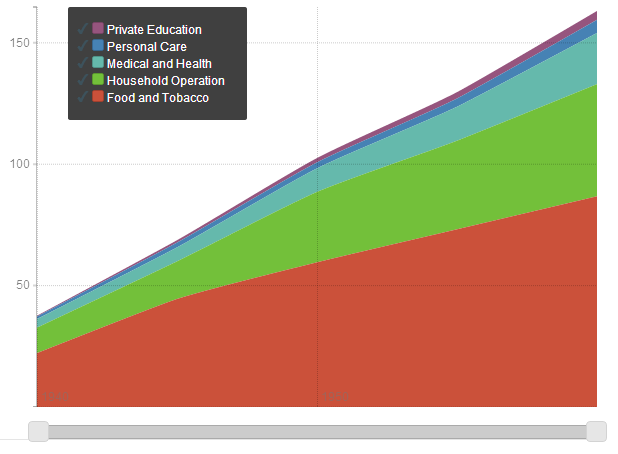 150
Private Education
Personal Care
Medical and Health
Household Operation
Food and Tobacco
100
50